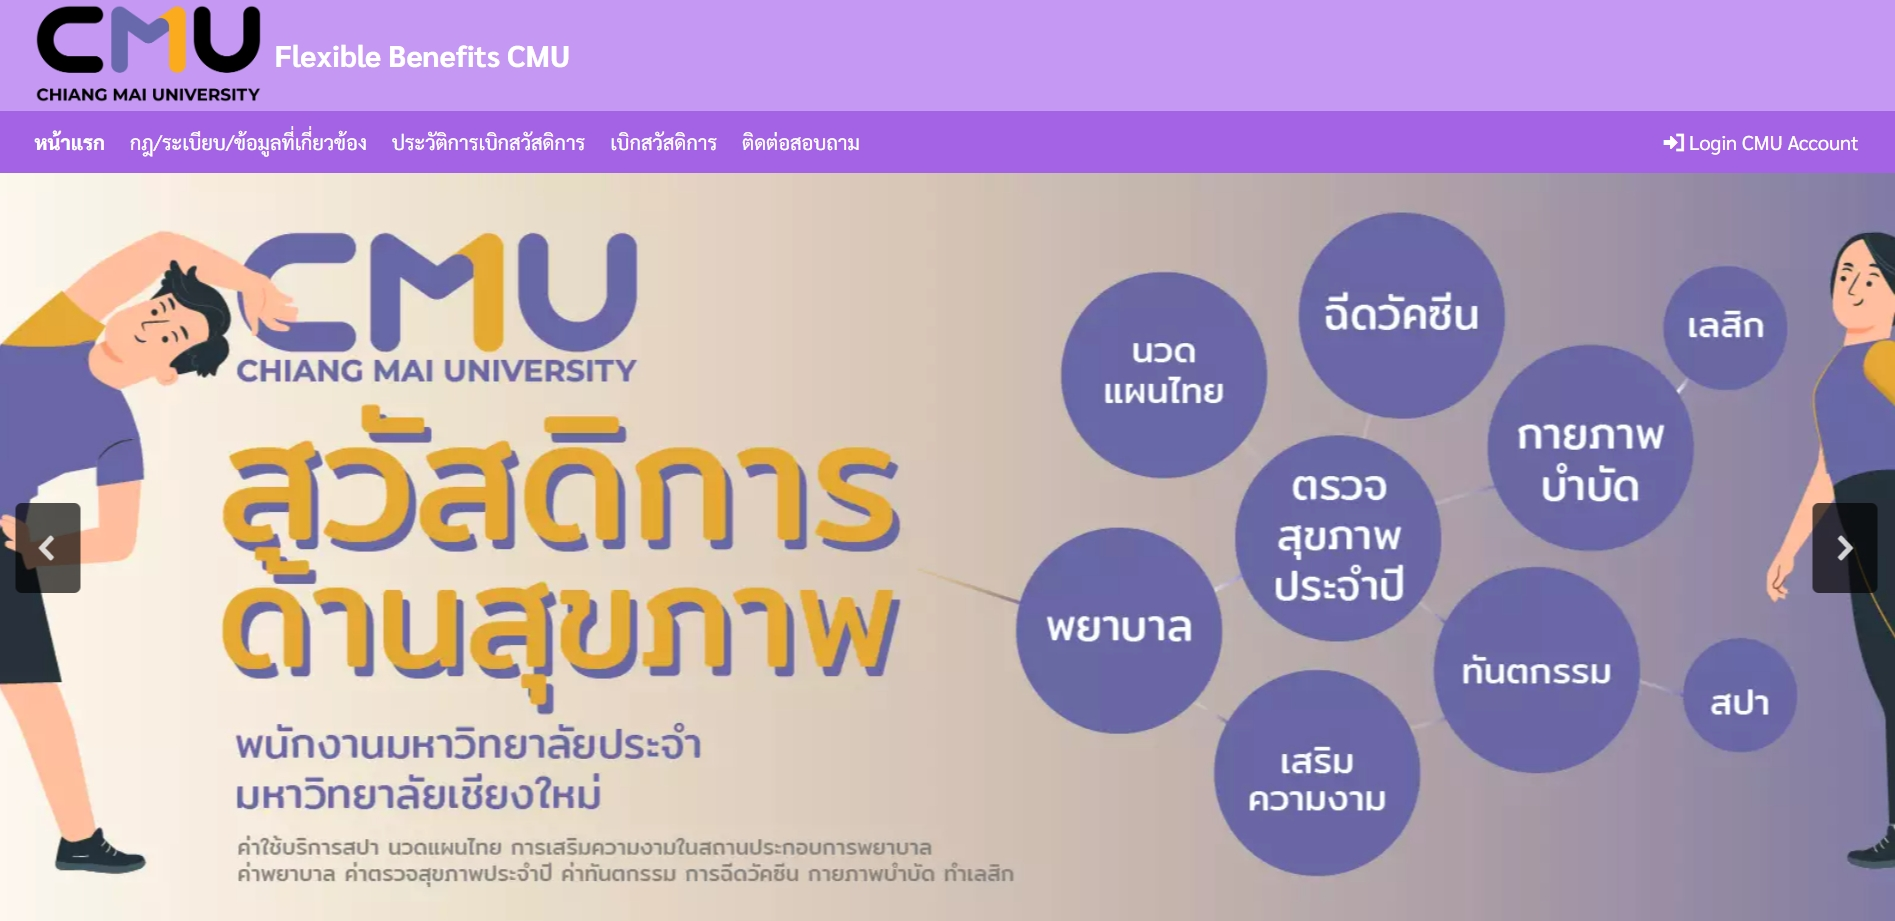 CMU
CHIANG MAI UNIVERSITY
Flexible Benefits CMU
หน้าแรก กฎ/ระเบียบ/ข้อมูลที่เกี่ยวข้อง ประวัติการเบิกสวัสดิการ เบิกสวัสดิการ ติดต่อสอบถาม Login CMU Account
CMU
CHIANG MAI UNIVERSITY
สวัสดิการ
ด้านสุขภาพ
พนักงานมหาวิทยาลัยประจำ
มหาวิทยาลัยเชียงใหม่
ค่าใช้บริการสปา นวดแผนไทย การเสริมความงามในสถานประกอบการพยาบาล
ค่าพยาบาล ค่าตรวจสุขภาพประจำปี ค่าทันตกรรม การฉีดวัคซีน กายภาพบำบัด ทำเลสิก
นวด
แผนไทย
ฉีดวัคซีน
เลสิก
กายภาพ
บำบัด
ตรวจ
สุขภาพ
ประจำปี
พยาบาล
ทันตกรรม
สปา
เสริม
ความงาม